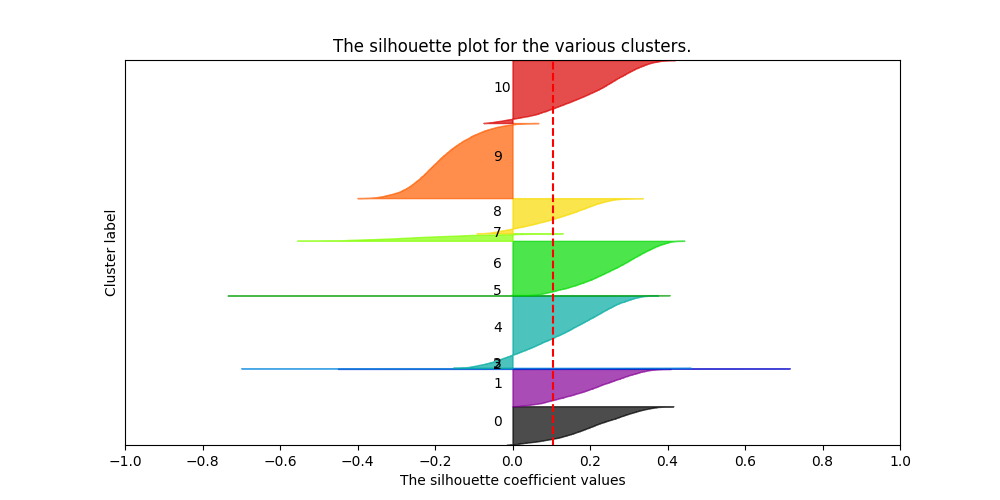 The silhouette plot for the various clusters.
Cluster label
10
9
8
7
6
5
4
3
2
1
0
−1.0 −0.8 −0.6 −0.4 −0.2 0.0 0.2 0.4 0.6 0.8 1.0
The silhouette coefficient values